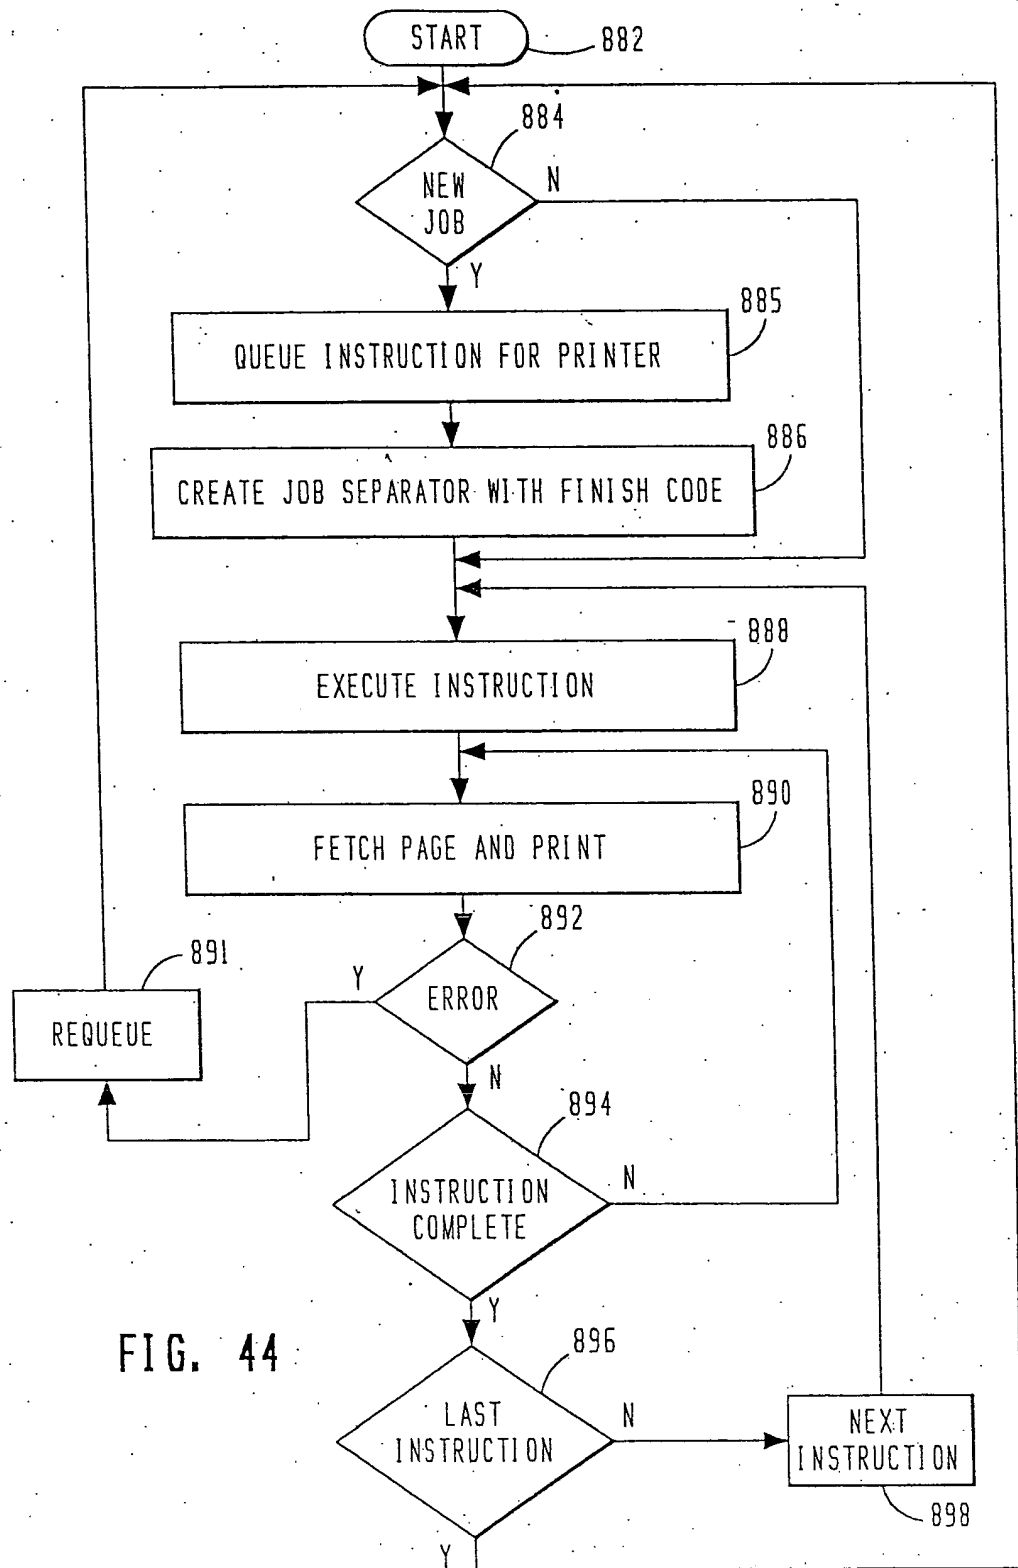 START
882
884
NEW
JOB
N
Y
885
QUEUE INSTRUCTION FOR PRINTER
886
CREATE JOB SEPARATOR WITH FINISH CODE
888
EXECUTE INSTRUCTION
890
FETCH PAGE AND PRINT
892
891
Y
ERROR
REQUEUE
N
894
INSTRUCTION
COMPLETE
N
Y
FIG. 44
896
LAST
INSTRUCTION
N
NEXT
INSTRUCTION
898
Y